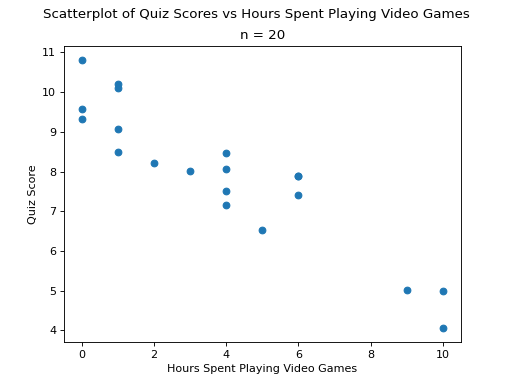 Scatterplot of Quiz Scores vs Hours Spent Playing Video Games
n = 20
11
10
9
8
7
6
5
4
Quiz Score
0 2 4 6 8 10
Hours Spent Playing Video Games